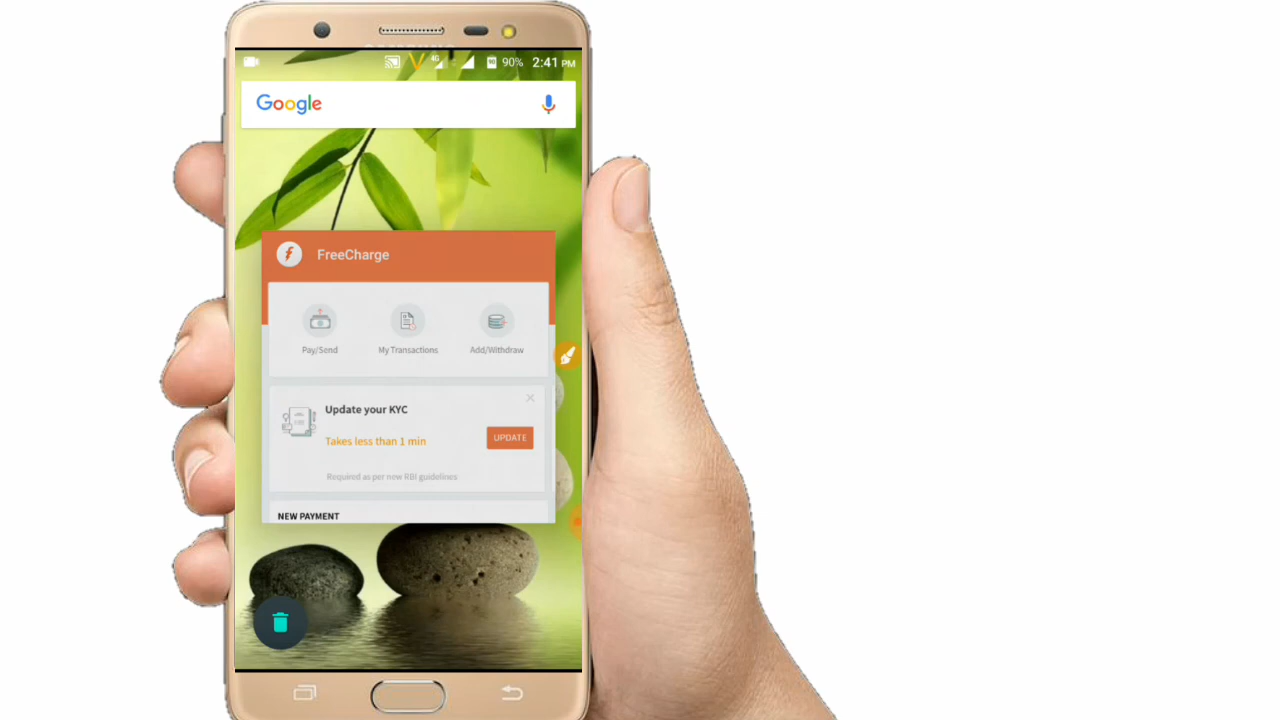 4G 90% 2:41 PM
Google
FreeCharge
Pay/Send My Transactions Add/Withdraw
Update your KYC
Takes less than 1 min
UPDATE
Required as per new RBI guidelines
NEW PAYMENT